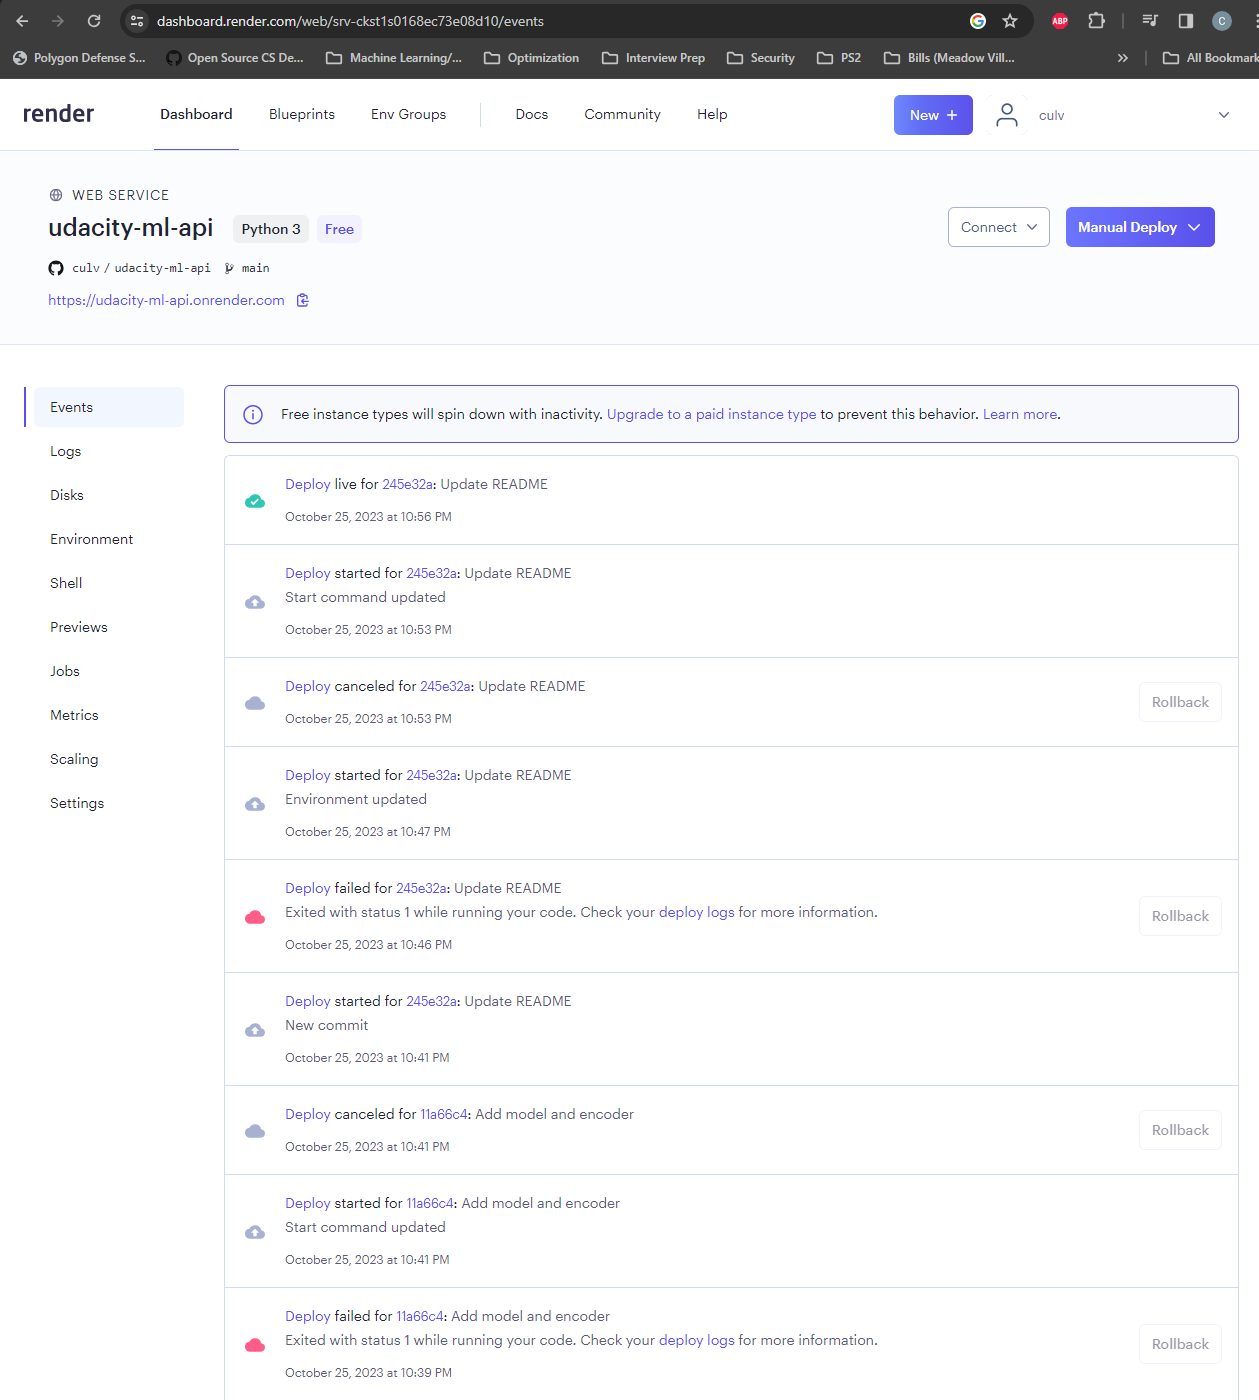 dashboard.render.com/web/srv-ckst1s0168ec73e08d10/events
ABP
C
Polygon Defense S...
Open Source CS De...
Machine Learning/...
Optimization
Interview Prep
Security
PS2
Bills (Meadow Vill...
»
All Bookmark
render
Dashboard
Blueprints
Env Groups
Docs
Community
Help
New +
culv
WEB SERVICE
udacity-ml-api
Python 3
Free
Connect
Manual Deploy
culv / udacity-ml-api
main
https://udacity-ml-api.onrender.com
Events
Logs
Disks
Environment
Shell
Previews
Jobs
Metrics
Scaling
Settings
Free instance types will spin down with inactivity. Upgrade to a paid instance type to prevent this behavior. Learn more.
Deploy live for 245e32a: Update README
October 25, 2023 at 10:56 PM
Deploy started for 245e32a: Update README
Start command updated
October 25, 2023 at 10:53 PM
Deploy canceled for 245e32a: Update README
October 25, 2023 at 10:53 PM
Rollback
Deploy started for 245e32a: Update README
Environment updated
October 25, 2023 at 10:47 PM
Deploy failed for 245e32a: Update README
Exited with status 1 while running your code. Check your deploy logs for more information.
October 25, 2023 at 10:46 PM
Rollback
Deploy started for 245e32a: Update README
New commit
October 25, 2023 at 10:41 PM
Deploy canceled for 11a66c4: Add model and encoder
October 25, 2023 at 10:41 PM
Rollback
Deploy started for 11a66c4: Add model and encoder
Start command updated
October 25, 2023 at 10:41 PM
Deploy failed for 11a66c4: Add model and encoder
Exited with status 1 while running your code. Check your deploy logs for more information.
October 25, 2023 at 10:39 PM
Rollback